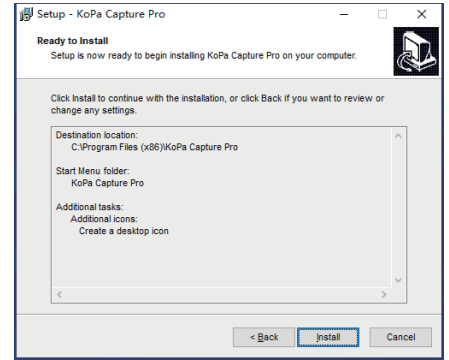 Setup - KoPa Capture Pro
Ready to Install
Setup is now ready to begin installing KoPa Capture Pro on your computer.
Click Install to continue with the installation, or click Back if you want to review or
change any settings.
Destination location:
C:\Program Files (x86)\KoPa Capture Pro
Start Menu folder:
KoPa Capture Pro
Additional tasks:
Additional icons:
Create a desktop icon
< Back
Install
Cancel